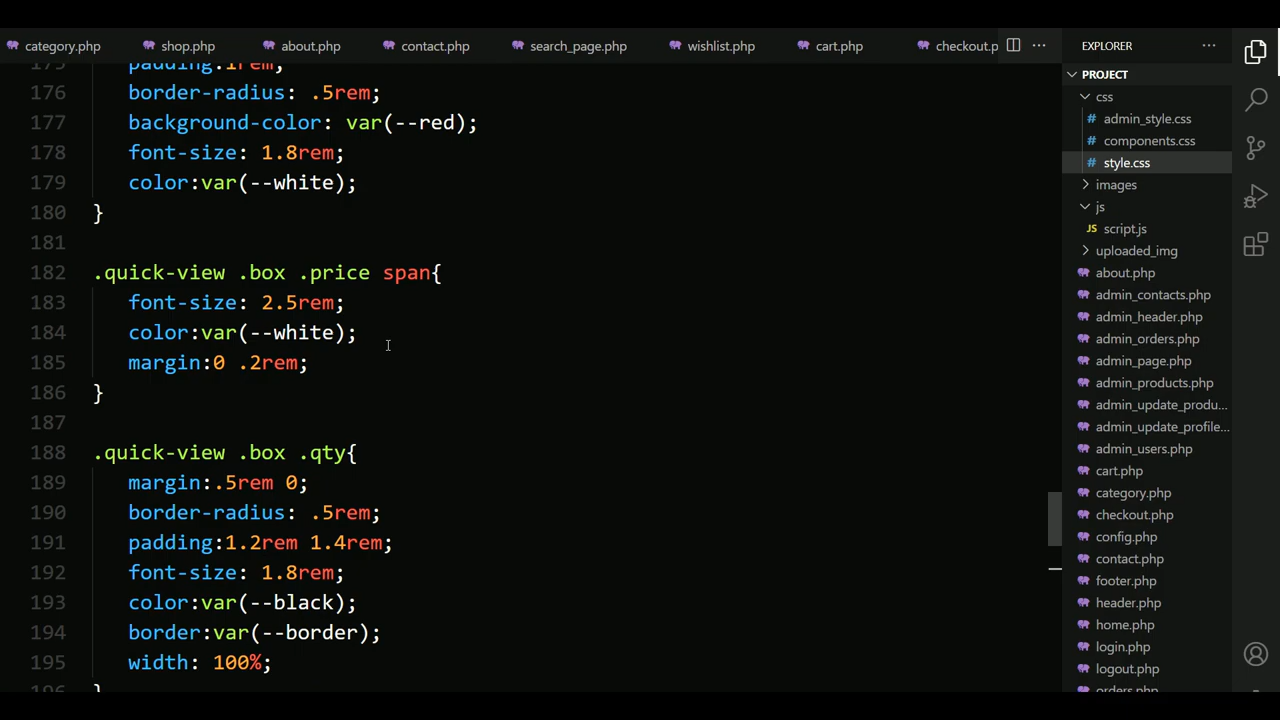 category.php
shop.php
about.php
contact.php
search_page.php
wishlist.php
cart.php
checkout.p
175 padding:1rem;
176 border-radius: .5rem;
177 background-color: var(--red);
178 font-size: 1.8rem;
179 color:var(--white);
180 }
181
182 .quick-view .box .price span{
183 font-size: 2.5rem;
184 color:var(--white);
185 margin:0 .2rem;
186 }
187
188 .quick-view .box .qty{
189 margin:.5rem 0;
190 border-radius: .5rem;
191 padding:1.2rem 1.4rem;
192 font-size: 1.8rem;
193 color:var(--black);
194 border:var(--border);
195 width: 100%;
196 }
EXPLORER
PROJECT
css
# admin_style.css
# components.css
# style.css
images
js
JS script.js
uploaded_img
about.php
admin_contacts.php
admin_header.php
admin_orders.php
admin_page.php
admin_products.php
admin_update_produ...
admin_update_profile...
admin_users.php
cart.php
category.php
checkout.php
config.php
contact.php
footer.php
header.php
home.php
login.php
logout.php
orders.php